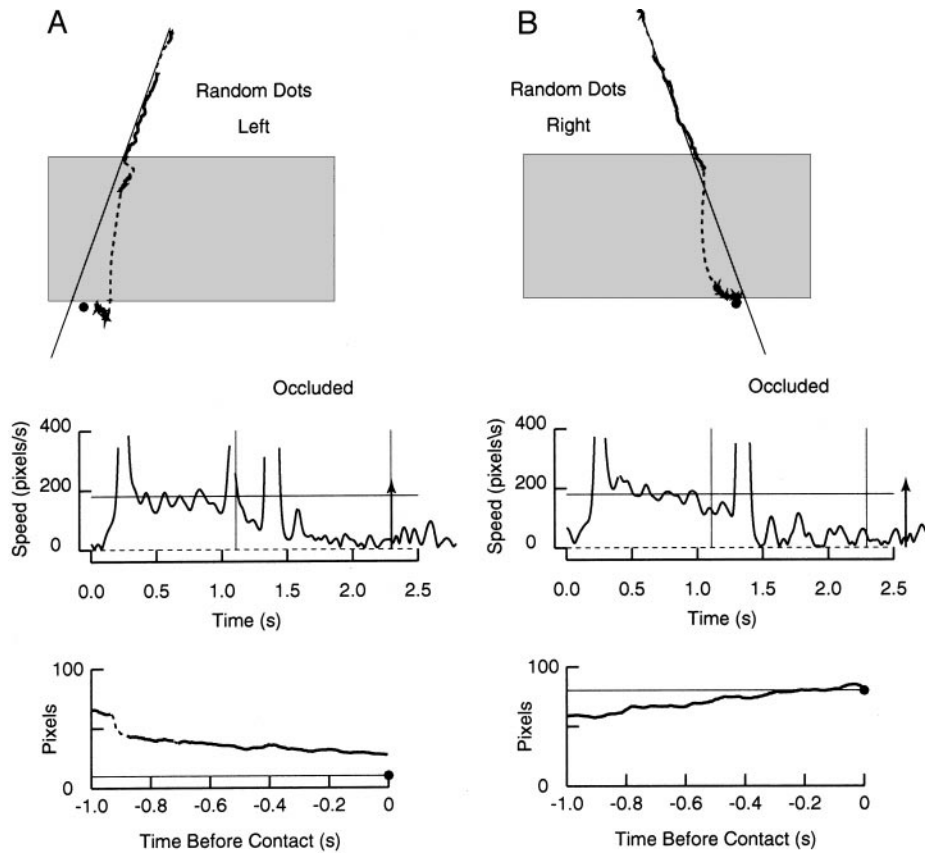 A
Random Dots
Left
Occluded
Speed (pixels/s)
400
200
0
0.0 0.5 1.0 1.5 2.0 2.5
Time (s)
Pixels
100
0
-1.0 -0.8 -0.6 -0.4 -0.2 0
Time Before Contact (s)
B
Random Dots
Right
Occluded
Speed (pixels\s)
400
200
0
0.0 0.5 1.0 1.5 2.0 2.5
Time (s)
Pixels
100
0
-1.0 -0.8 -0.6 -0.4 -0.2 0
Time Before Contact (s)